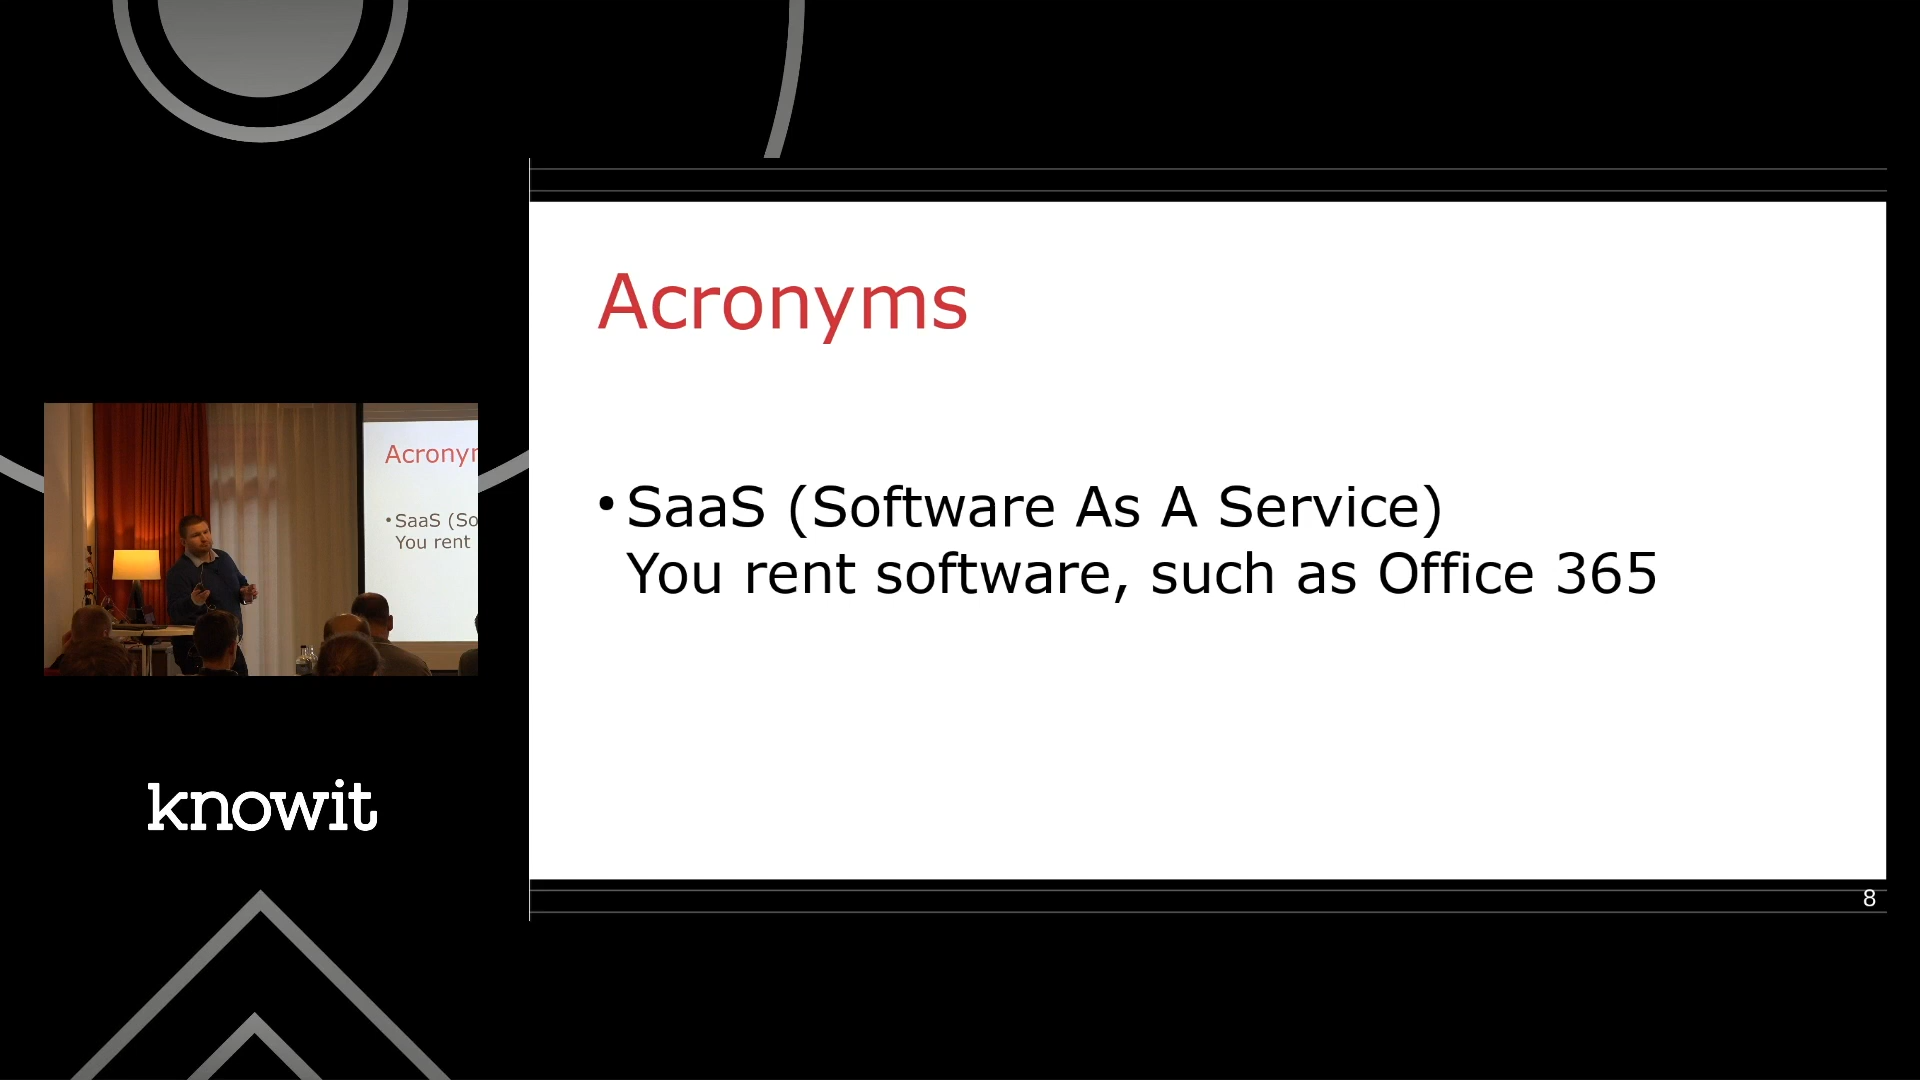 Acronyms
• SaaS (Software As A Service)
You rent software, such as Office 365
8
Acronym
• SaaS (So
You rent
knowit